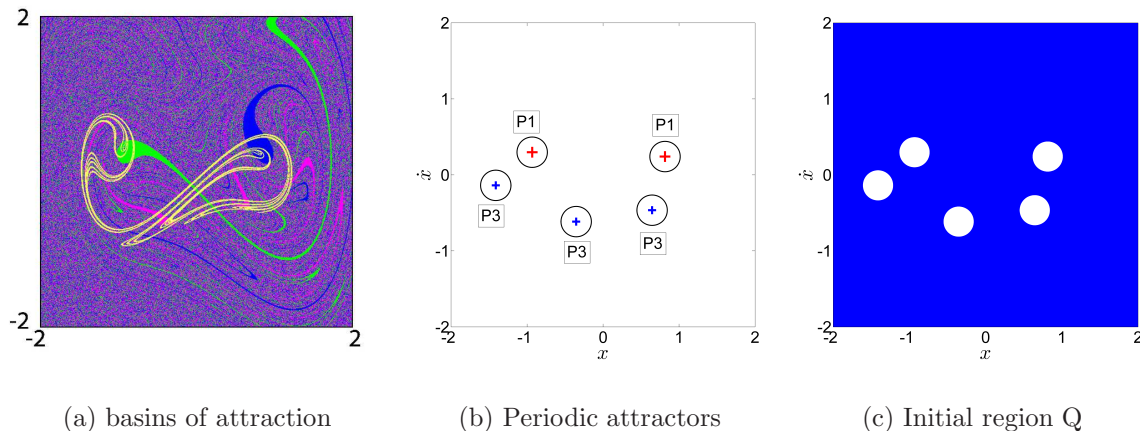 2
-2
-2
2
2
1
0
-1
-2
-2
-1
0
1
2
ẋ
x
P1
P1
P3
P3
P3
2
1
0
-1
-2
-2
-1
0
1
2
ẋ
x
(a) basins of attraction
(b) Periodic attractors
(c) Initial region Q